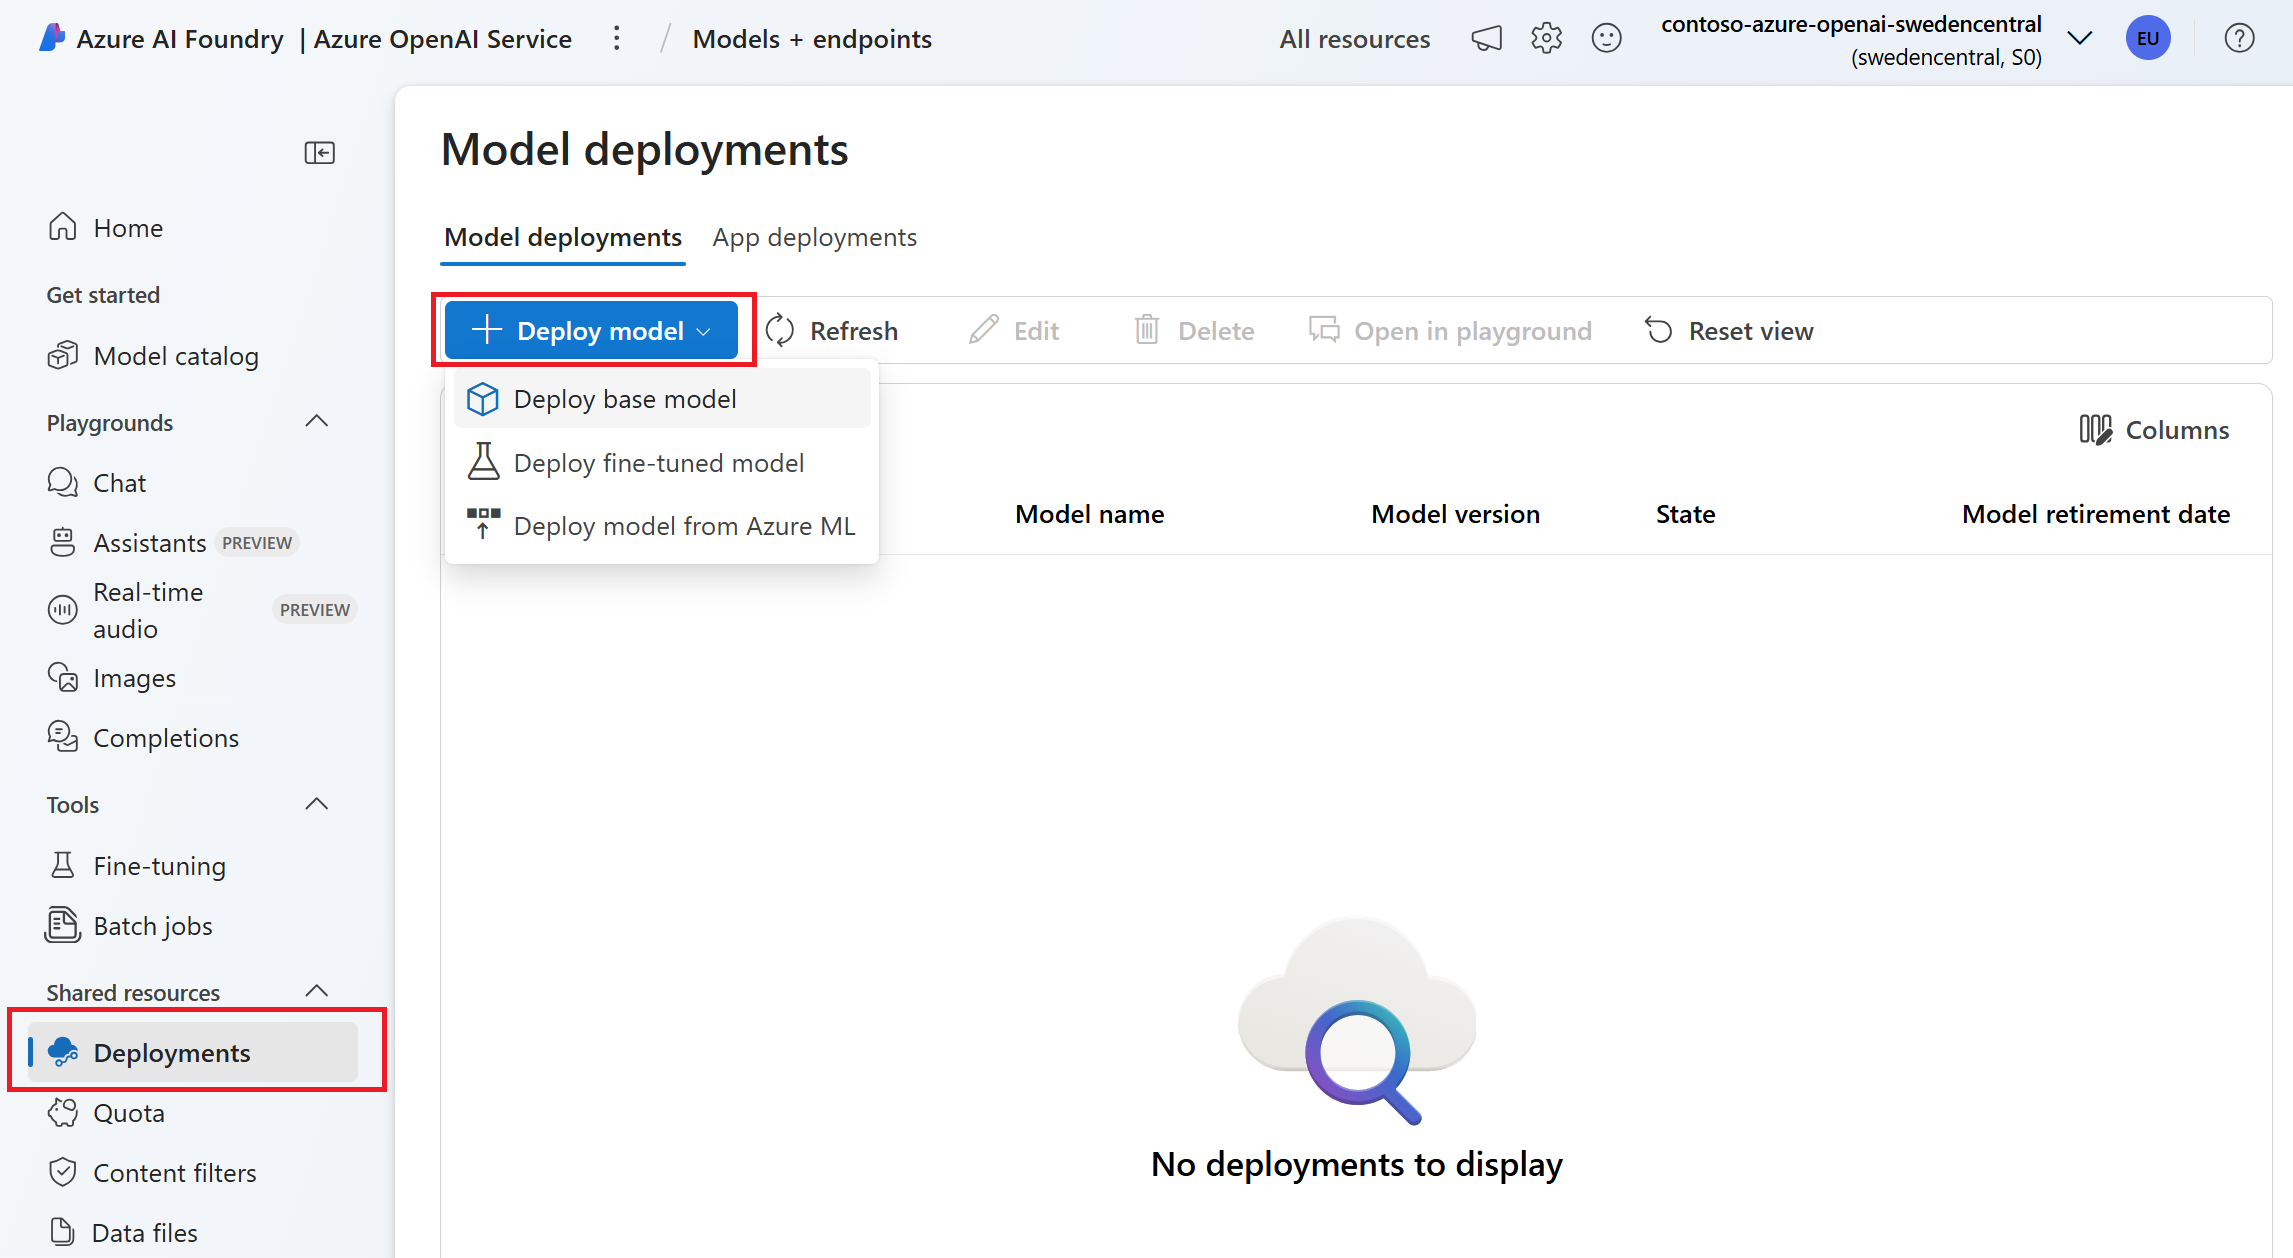 Azure AI Foundry | Azure OpenAI Service / Models + endpoints
All resources
contoso-azure-openai-swedencentral
(swedencentral, S0)
EU
Home
Get started
Model catalog
Playgrounds
Chat
Assistants PREVIEW
Real-time
audio
PREVIEW
Images
Completions
Tools
Fine-tuning
Batch jobs
Shared resources
Deployments
Quota
Content filters
Data files
Model deployments
Model deployments App deployments
Deploy model Refresh Edit Delete Open in playground Reset view
Deploy base model
Deploy fine-tuned model
Deploy model from Azure ML
Columns
Model name Model version State Model retirement date
No deployments to display